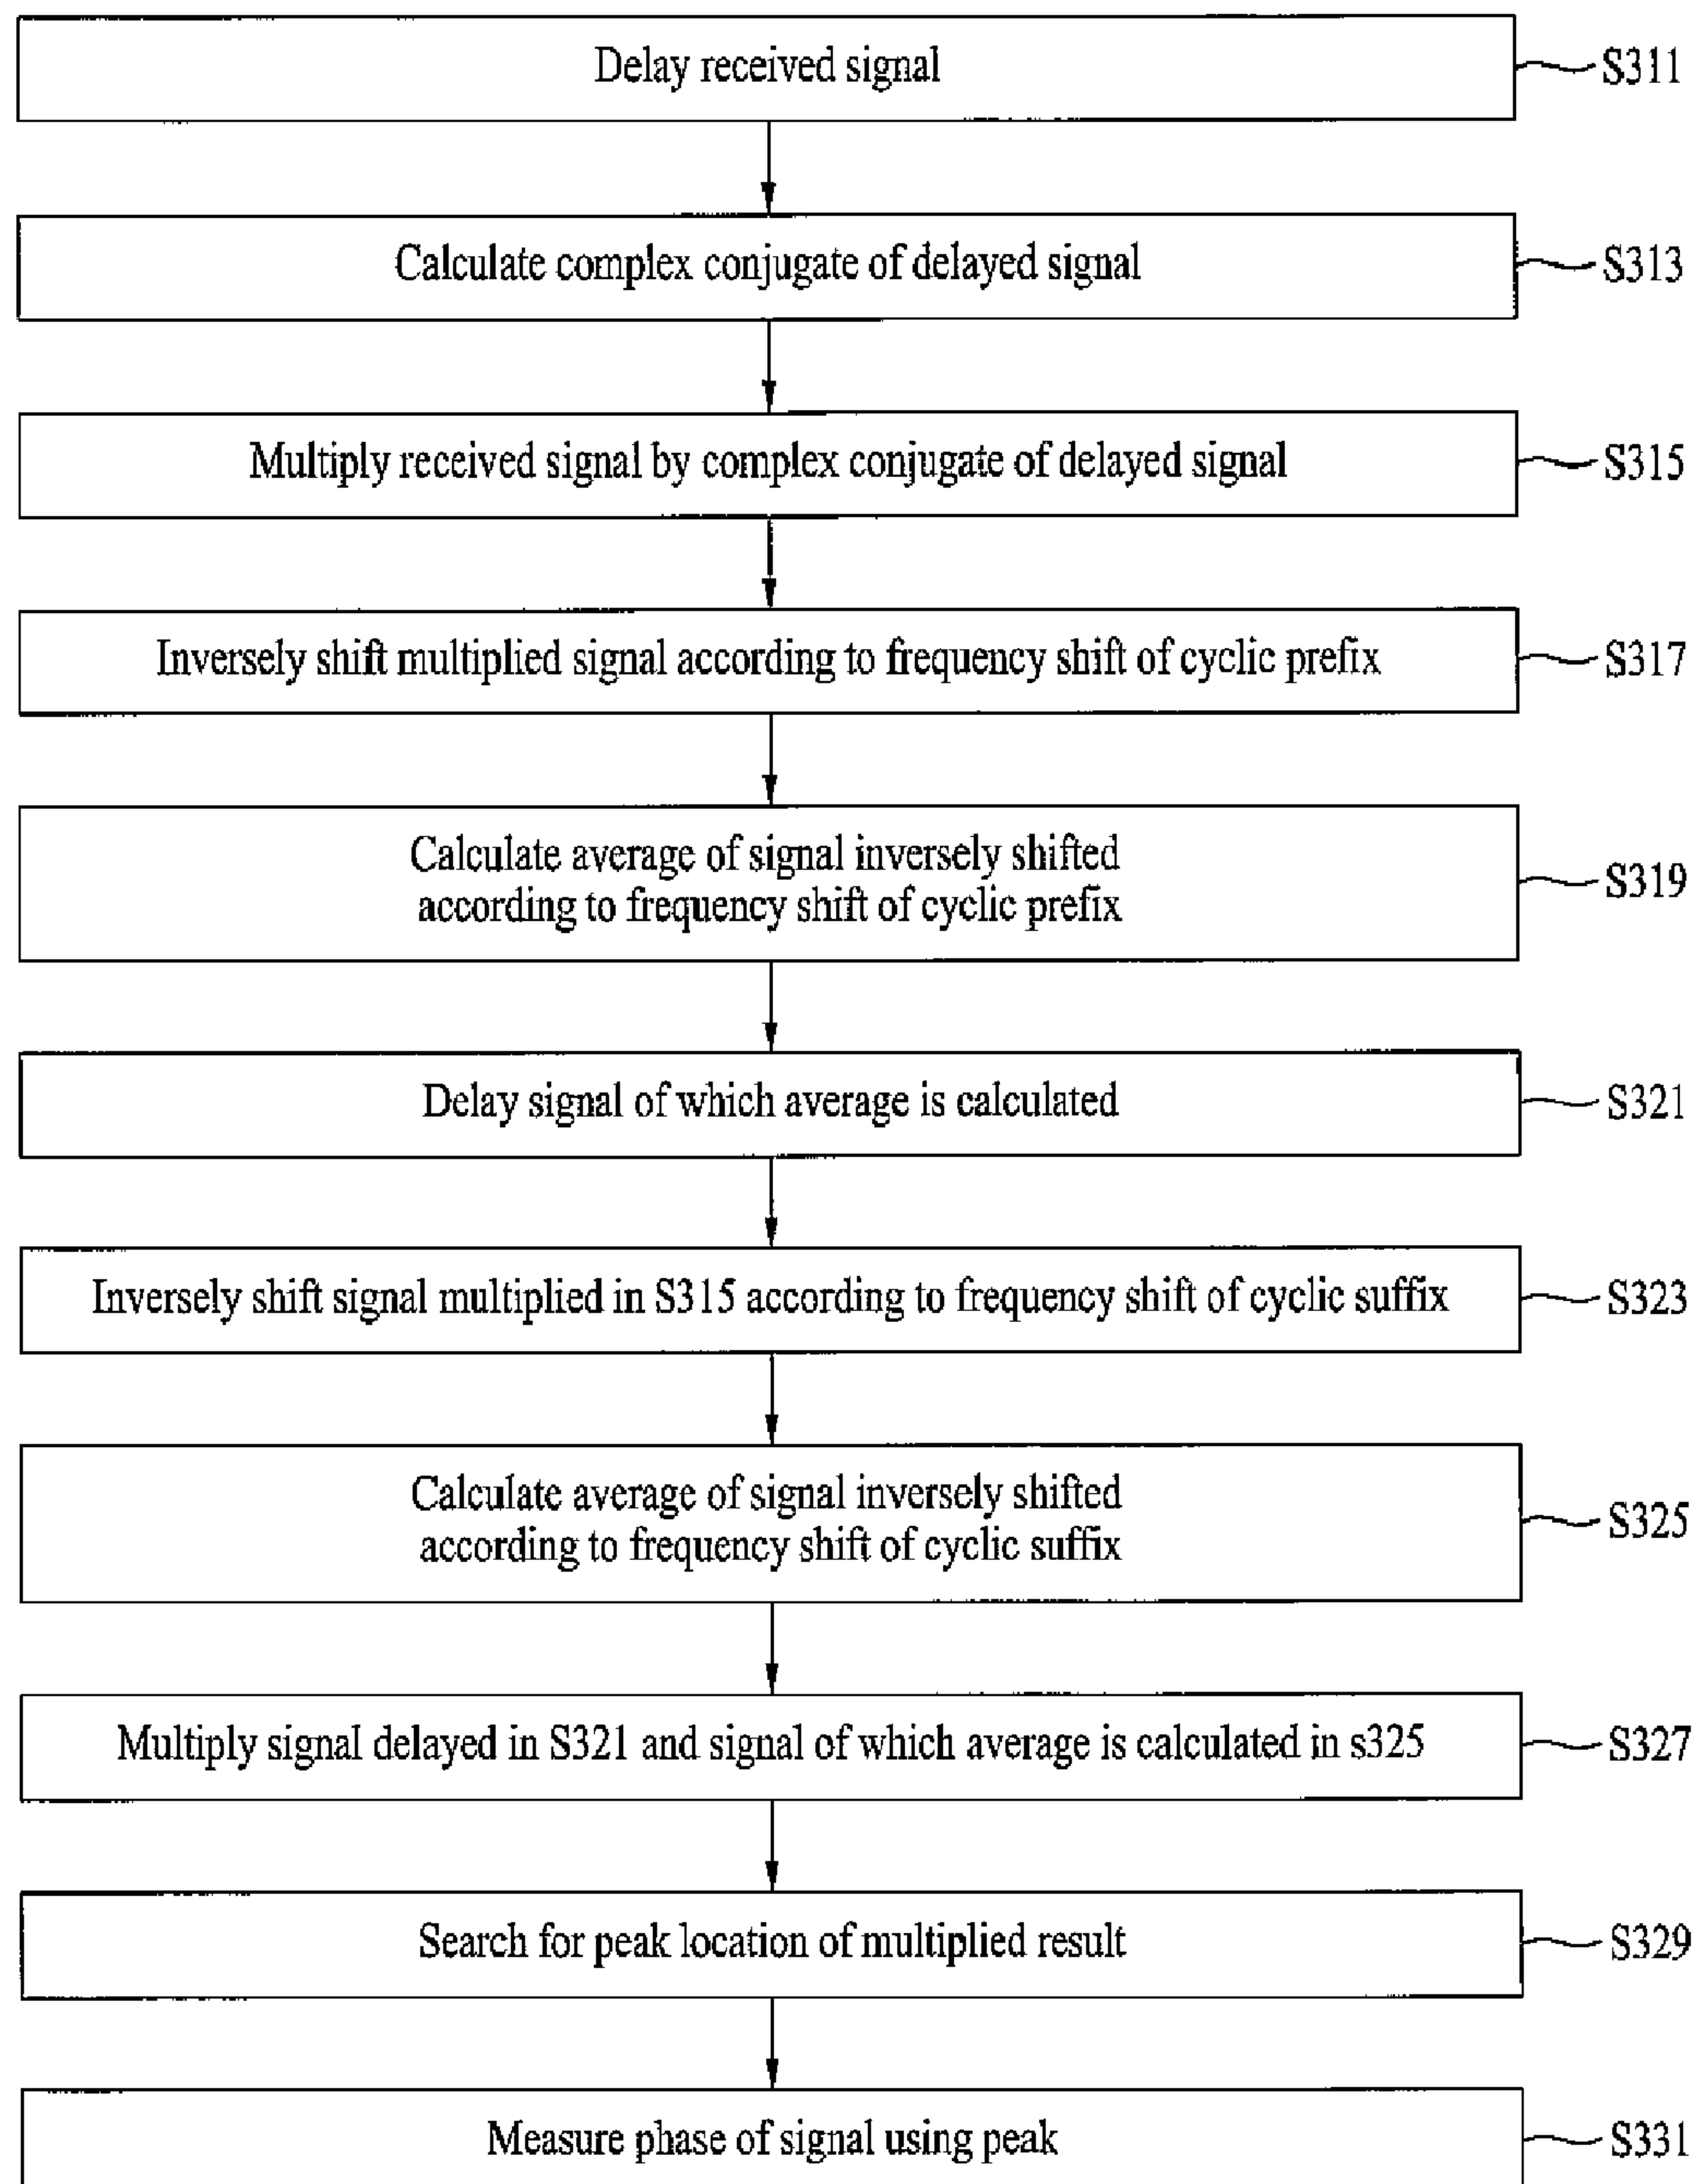 Delay received signal
S311
Calculate complex conjugate of delayed signal
S313
Multiply received signal by complex conjugate of delayed signal
S315
Inversely shift multiplied signal according to frequency shift of cyclic prefix
S317
Calculate average of signal inversely shifted
according to frequency shift of cyclic prefix
S319
Delay signal of which average is calculated
S321
Inversely shift signal multiplied in S315 according to frequency shift of cyclic suffix
S323
Calculate average of signal inversely shifted
according to frequency shift of cyclic suffix
S325
Multiply signal delayed in S321 and signal of which average is calculated in s325
S327
Search for peak location of multiplied result
S329
Measure phase of signal using peak
S331